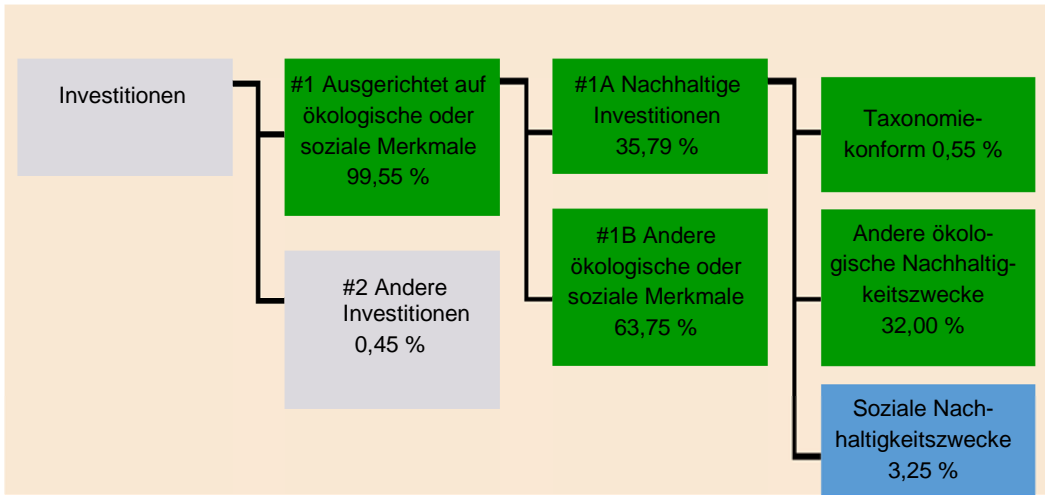 Investitionen
#1 Ausgerichtet auf
ökologische oder
soziale Merkmale
99,55 %
#2 Andere
Investitionen
0,45 %
#1A Nachhaltige
Investitionen
35,79 %
#1B Andere
ökologische oder
soziale Merkmale
63,75 %
Taxonomie-
konform 0,55 %
Andere ökolo-
gische Nachhaltig-
keitszwecke
32,00 %
Soziale Nach-
haltigkeitszwecke
3,25 %